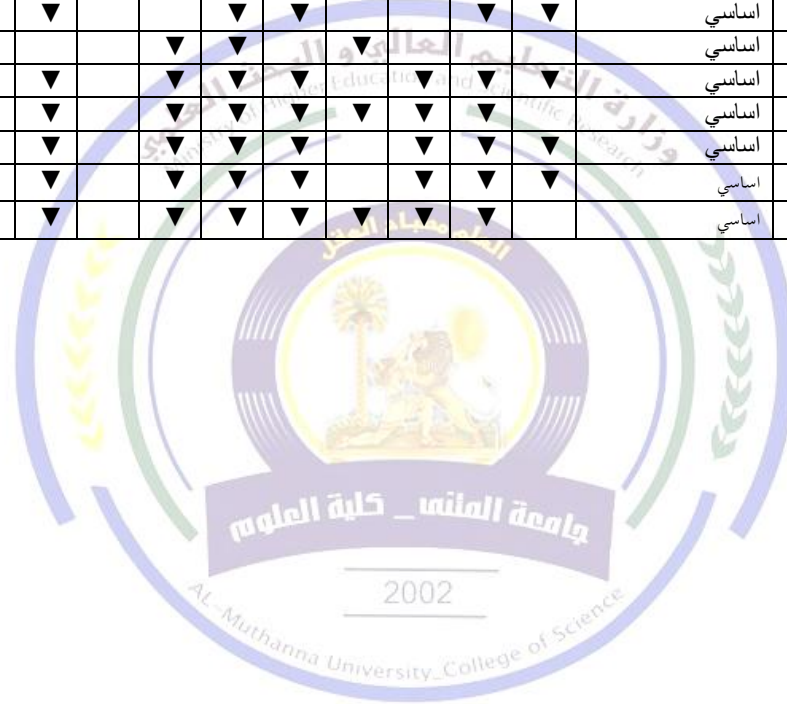 اساسي ▼ ▼ ▼ ▼ ▼
اساسي ▼ ▼ ▼
اساسي ▼ ▼ ▼ ▼ ▼ ▼ ▼
اساسي ▼ ▼ ▼ ▼ ▼ ▼ ▼
اساسي ▼ ▼ ▼ ▼ ▼ ▼ ▼
اساسي ▼ ▼ ▼ ▼ ▼ ▼ ▼
اساسي ▼ ▼ ▼ ▼ ▼ ▼ ▼
وزارة التعليم العالي و البحث العلمي
Ministry of Higher Education and Scientific Research
جامعة المثنى _ كلية العلوم
2002
AL-Muthanna University_College of Science